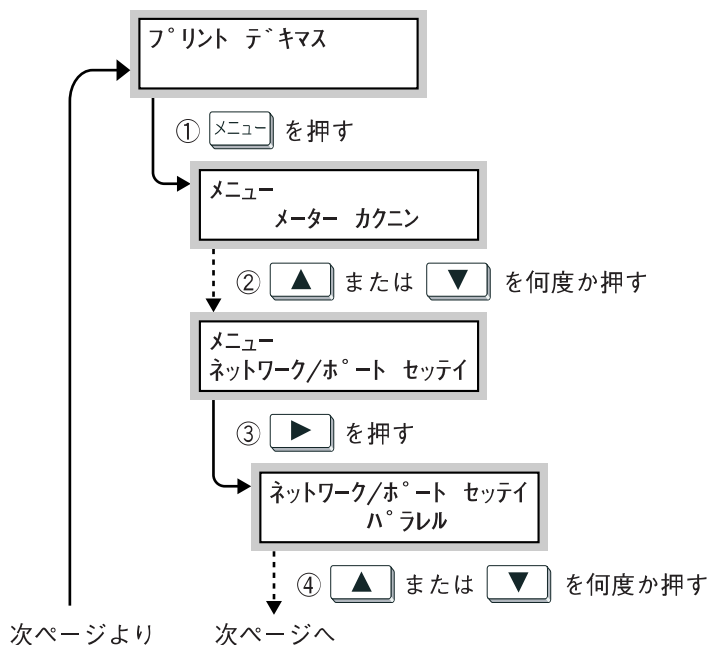 プリント デキマス
① メニュー を押す
メニュー
メーター カクニン
② ▲ または ▼ を何度か押す
メニュー
ネットワーク/ポート セッテイ
③ ▶ を押す
ネットワーク/ポート セッテイ
パラレル
④ ▲ または ▼ を何度か押す
次ページより 次ページへ